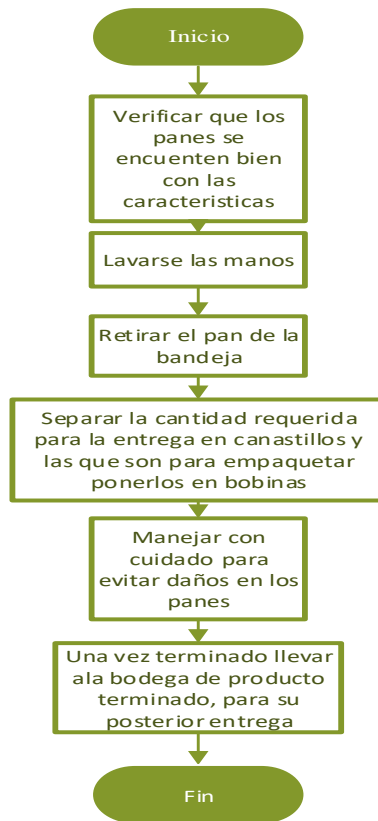 Inicio
Verificar que los
panes se
encuenten bien
con las
caracteristicas
Lavarse las manos
Retirar el pan de la
bandeja
Separar la cantidad requerida
para la entrega en canastillos y
las que son para empaquetar
ponerlos en bobinas
Manejar con
cuidado para
evitar daños en los
panes
Una vez terminado llevar
ala bodega de producto
terminado, para su
posterior entrega
Fin